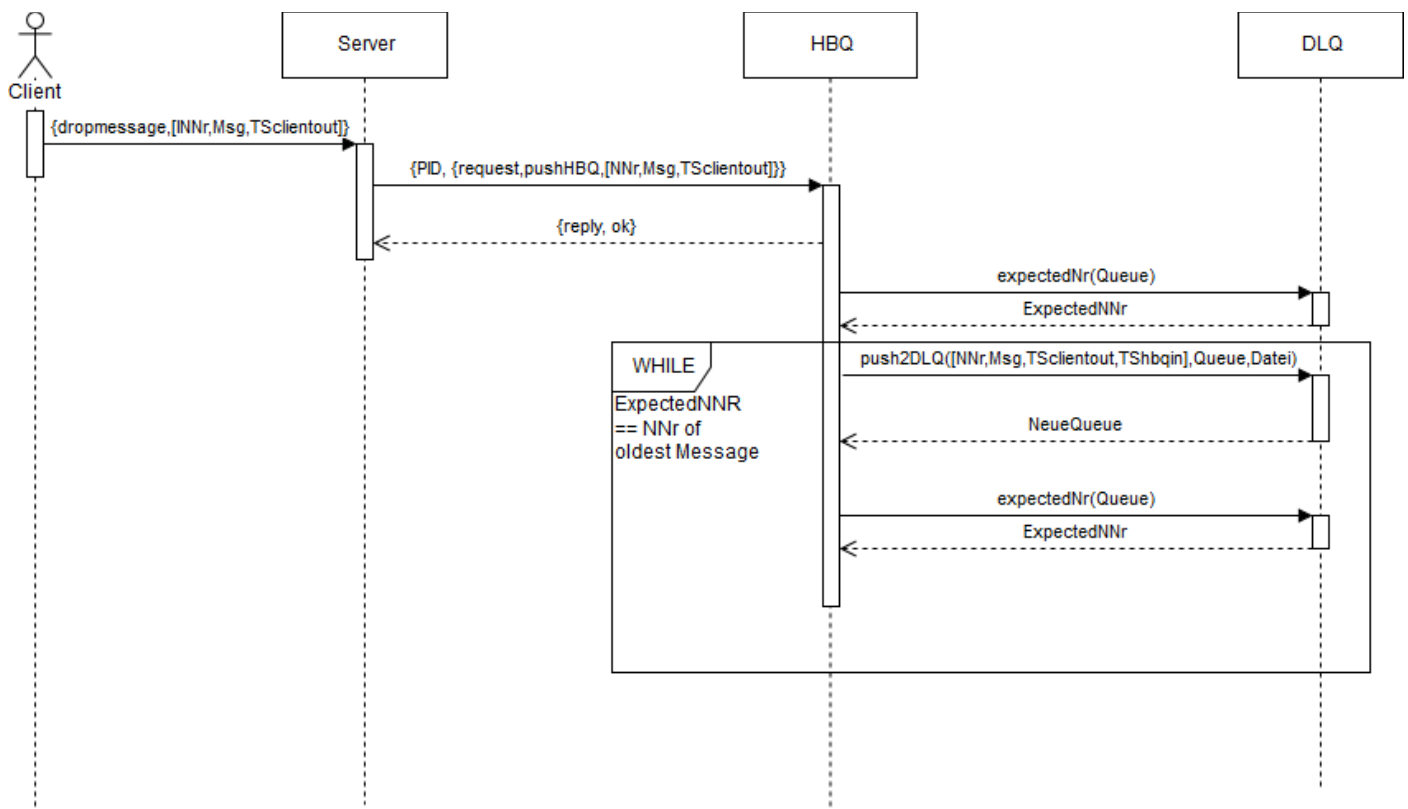 Client
Server
HBQ
DLQ
{dropmessage,[INNr,Msg,TSclientout]}
{PID, {request,pushHBQ,[NNr,Msg,TSclientout]}}
{reply, ok}
expectedNr(Queue)
ExpectedNNr
WHILE
push2DLQ([NNr,Msg,TSclientout,TShbqin],Queue,Datei)
ExpectedNNR
== NNr of
oldest Message
NeueQueue
expectedNr(Queue)
ExpectedNNr